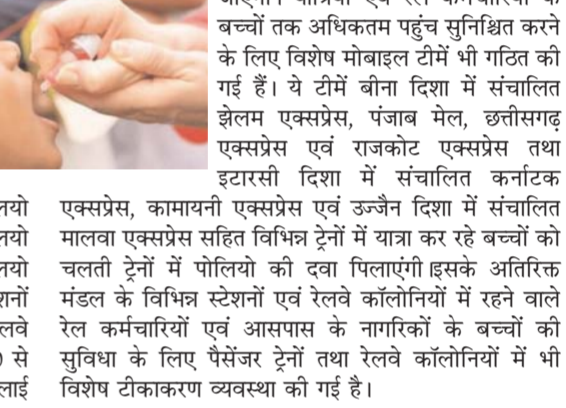 बच्चों तक अधिकतम पहुंच सुनिश्चित करने
के लिए विशेष मोबाइल टीमें भी गठित की
गई हैं। ये टीमें बीना दिशा में संचालित
झेलम एक्सप्रेस, पंजाब मेल, छत्तीसगढ़
एक्सप्रेस एवं राजकोट एक्सप्रेस तथा
इटारसी दिशा में संचालित कर्नाटक
एक्सप्रेस, कामायनी एक्सप्रेस एवं उज्जैन दिशा में संचालित
मालवा एक्सप्रेस सहित विभिन्न ट्रेनों में यात्रा कर रहे बच्चों को
चलती ट्रेनों में पोलियो की दवा पिलाएंगी।इसके अतिरिक्त
मंडल के विभिन्न स्टेशनों एवं रेलवे कॉलोनियों में रहने वाले
रेल कर्मचारियों एवं आसपास के नागरिकों के बच्चों की
सुविधा के लिए पैसेंजर ट्रेनों तथा रेलवे कॉलोनियों में भी
विशेष टीकाकरण व्यवस्था की गई है।